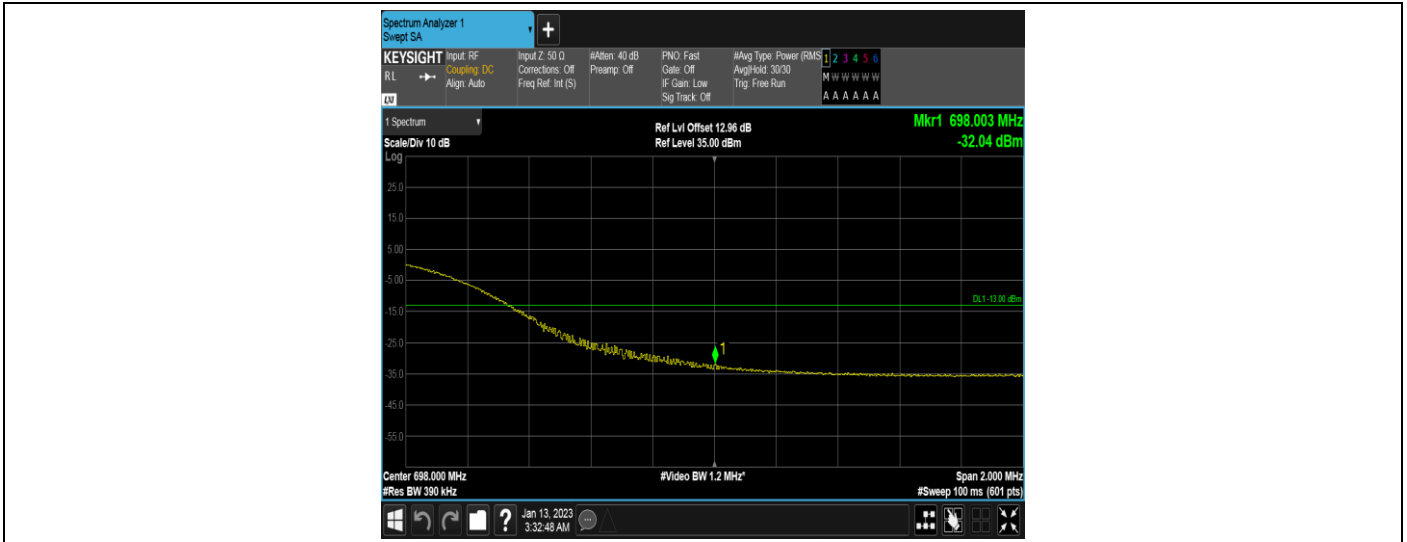 Spectrum Analyzer 1
Swept SA
+
KEYSIGHT
RL
LXI
Input: RF
Coupling: DC
Align: Auto
Input Z: 50 Ω
Corrections: Off
Freq Ref: Int (S)
#Atten: 40 dB
Preamp: Off
PNO: Fast
Gate: Off
IF Gain: Low
Sig Track: Off
#Avg Type: Power (RMS
Avg|Hold: 30/30
Trig: Free Run
1 2 3 4 5 6
M W W W W W
A A A A A A
1 Spectrum
Scale/Div 10 dB
Log
Ref Lvl Offset 12.96 dB
Ref Level 35.00 dBm
Mkr1 698.003 MHz
-32.04 dBm
25.0
15.0
5.00
-5.00
-15.0
-25.0
-35.0
-45.0
-55.0
DL1 -13.00 dBm
1
Center 698.000 MHz
#Res BW 390 kHz
#Video BW 1.2 MHz*
Span 2.000 MHz
#Sweep 100 ms (601 pts)
?
Jan 13, 2023
3:32:48 AM